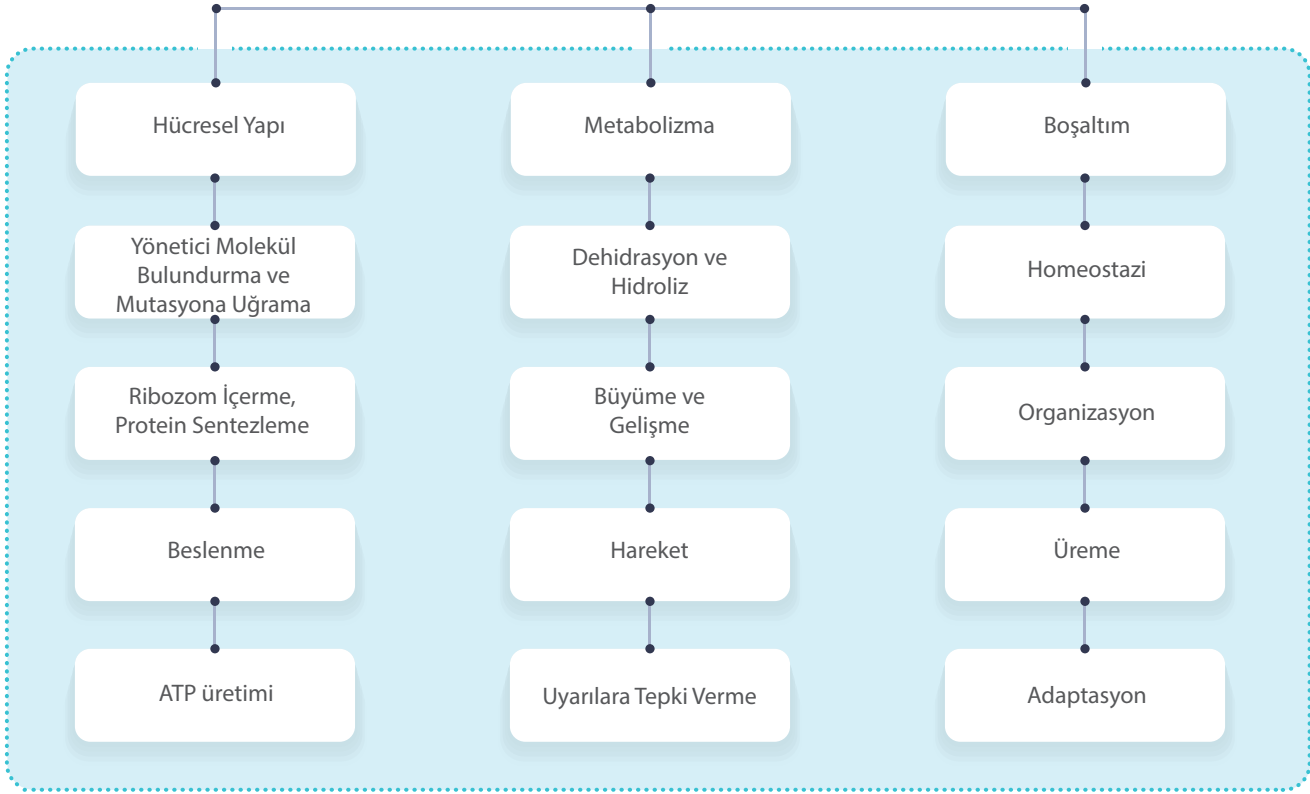 Hücresel Yapı
Yönetici Molekül
Bulundurma ve
Mutasyona Uğrama
Ribozom İçerme,
Protein Sentezleme
Beslenme
ATP üretimi
Metabolizma
Dehidrasyon ve
Hidroliz
Büyüme ve
Gelişme
Hareket
Uyarılara Tepki Verme
Boşaltım
Homeostazi
Organizasyon
Üreme
Adaptasyon